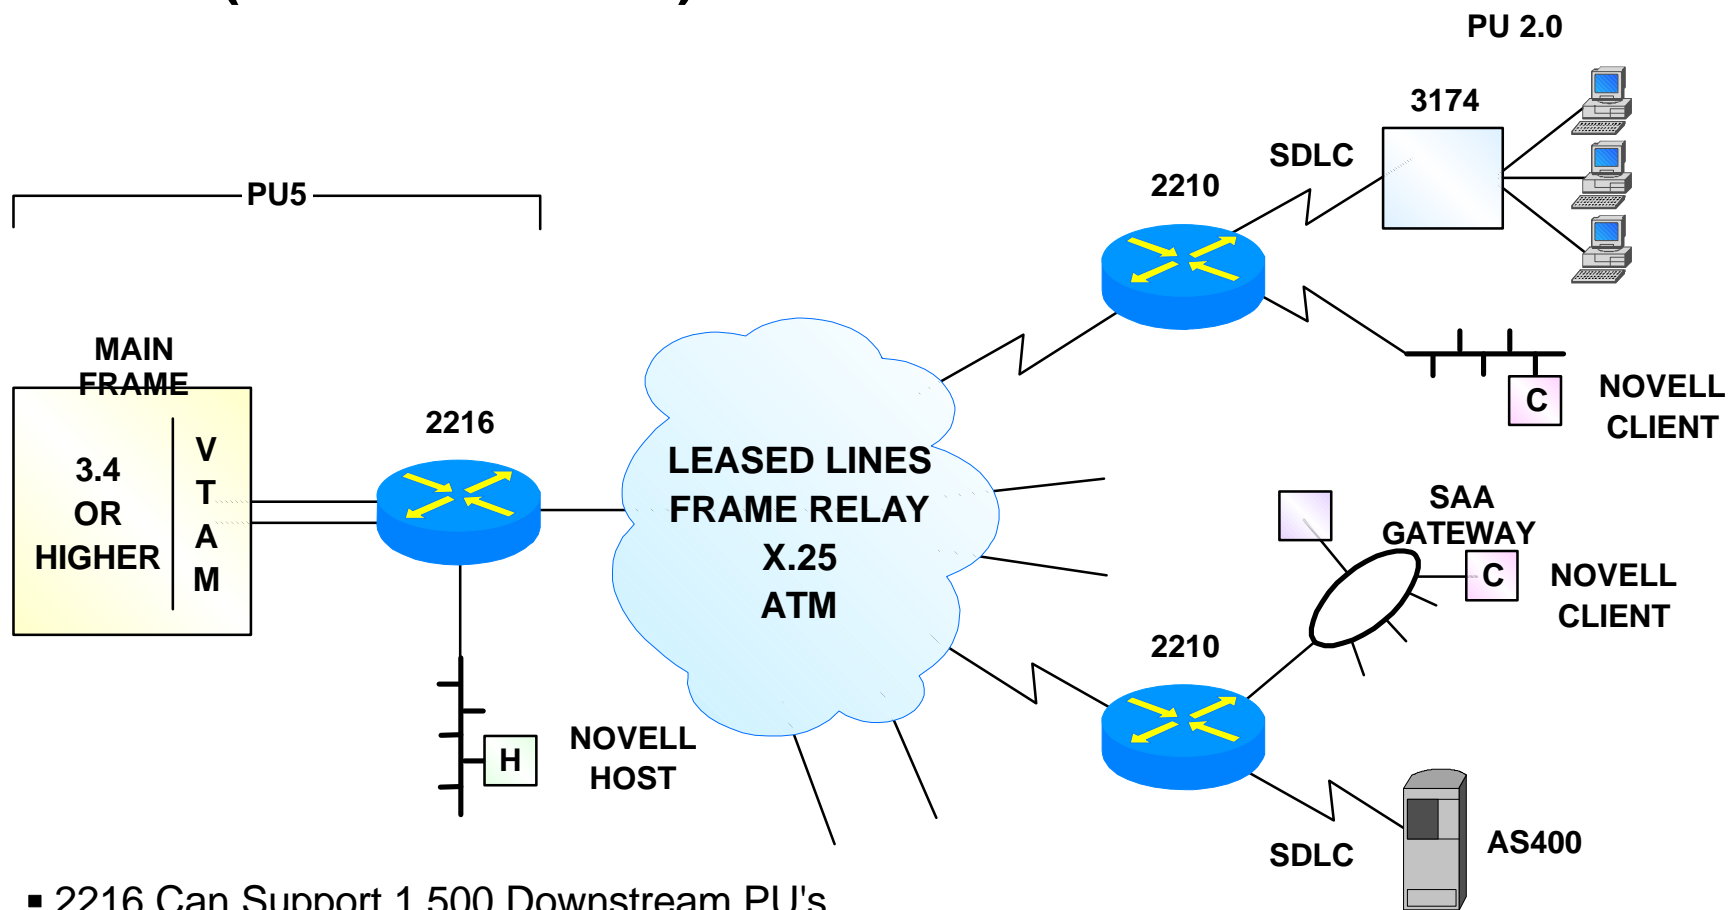 PU 2.0
3174
SDLC
2210
PU5
MAIN
FRAME
2216
3.4
OR
HIGHER
V
T
A
M
LEASED LINES
FRAME RELAY
X.25
ATM
C
NOVELL
CLIENT
SAA
GATEWAY
C
NOVELL
CLIENT
2210
H
NOVELL
HOST
SDLC
AS400
▪ 2216 Can Support 1,500 Downstream PU's